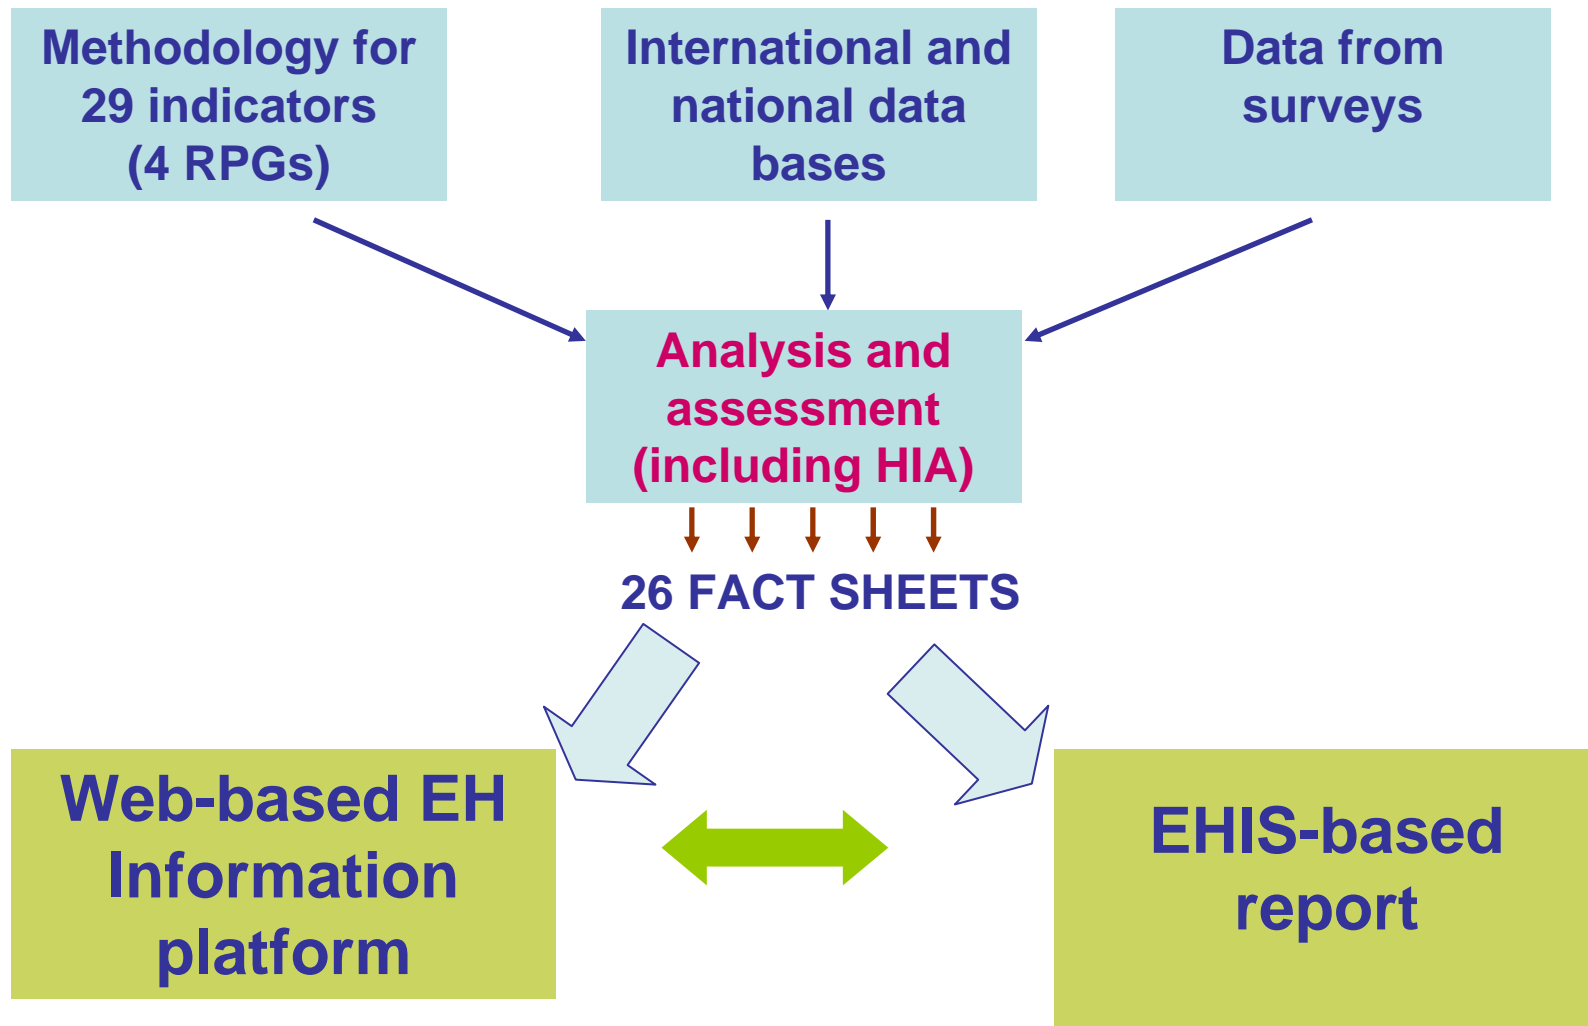 Methodology for
29 indicators
(4 RPGs)
International and
national data
bases
Data from
surveys
Analysis and
assessment
(including HIA)
26 FACT SHEETS
Web-based EH
Information
platform
EHIS-based
report